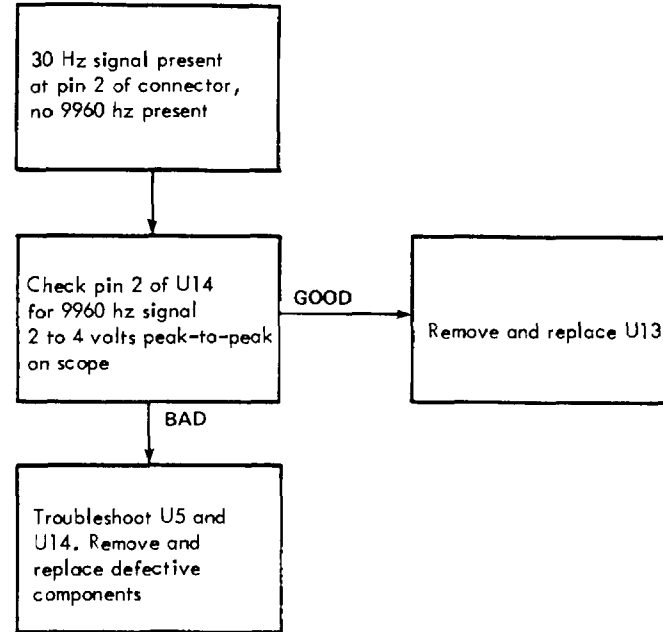 30 Hz signal present
at pin 2 of connector,
no 9960 hz present
Check pin 2 of U14
for 9960 hz signal
2 to 4 volts peak-to-peak
on scope
GOOD
Remove and replace U13
BAD
Troubleshoot U5 and
U14. Remove and
replace defective
components